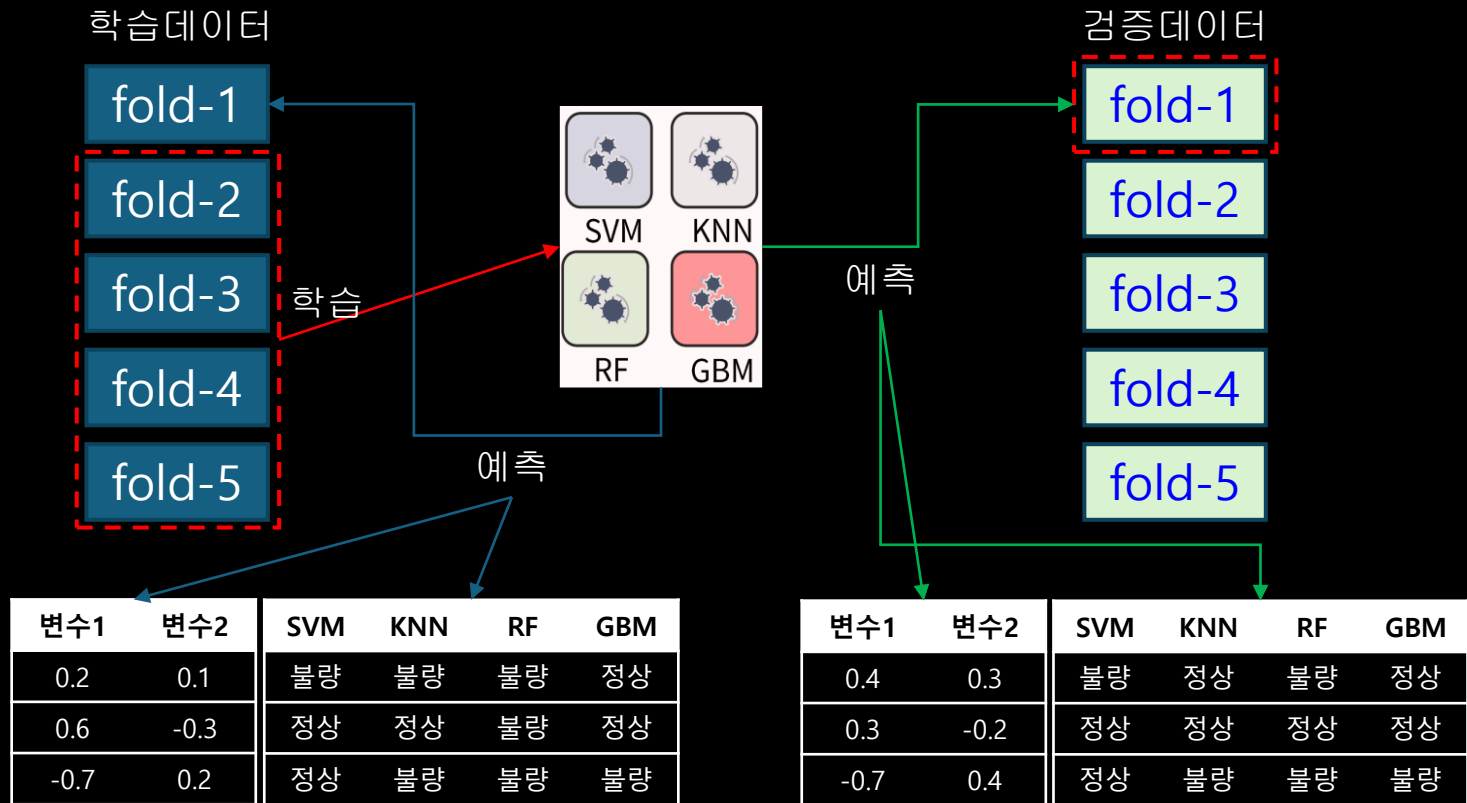 학습데이터
fold-1
fold-2
fold-3
fold-4
fold-5
학습
SVM KNN
RF GBM
예측
예측
검증데이터
fold-1
fold-2
fold-3
fold-4
fold-5
변수1 변수2 SVM KNN RF GBM
0.2 0.1 불량 불량 불량 정상
0.6 -0.3 정상 정상 불량 정상
-0.7 0.2 정상 불량 불량 불량
변수1 변수2 SVM KNN RF GBM
0.4 0.3 불량 정상 불량 정상
0.3 -0.2 정상 정상 정상 정상
-0.7 0.4 정상 불량 불량 불량